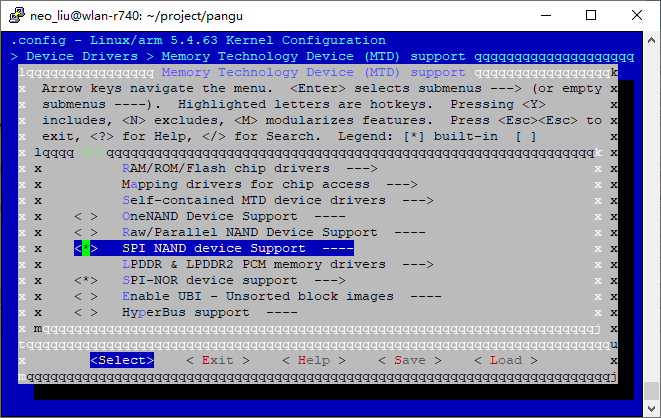 neo_liu@wlan-r740: ~/project/pangu
.config - Linux/arm 5.4.63 Kernel Configuration
> Device Drivers > Memory Technology Device (MTD) support qqqqqqqqqqqqqqqqqqqq
lqqqqqqqqqqqqqqqq Memory Technology Device (MTD) support qqqqqqqqqqqqqqqqqk
x Arrow keys navigate the menu. <Enter> selects submenus ---> (or empty x
x submenus ----). Highlighted letters are hotkeys. Pressing <Y> x
x includes, <N> excludes, <M> modularizes features. Press <Esc><Esc> to x
x exit, <?> for Help, </> for Search. Legend: [*] built-in [ ] x
x lqqqq^(-)qqqqqqqqqqqqqqqqqqqqqqqqqqqqqqqqqqqqqqqqqqqqqqqqqqqqqqqqqqqqqk x
x x RAM/ROM/Flash chip drivers ---> x x
x x Mapping drivers for chip access ---> x x
x x Self-contained MTD device drivers ---> x x
x x < > OneNAND Device Support ---- x x
x x < > Raw/Parallel NAND Device Support ---- x x
x x <*> SPI NAND device Support ---- x x
x x LPDDR & LPDDR2 PCM memory drivers ---> x x
x x <*> SPI-NOR device support ---> x x
x x < > Enable UBI - Unsorted block images ---- x x
x x < > HyperBus support ---- x x
x mqqqqqqqqqqqqqqqqqqqqqqqqqqqqqqqqqqqqqqqqqqqqqqqqqqqqqqqqqqqqqqqqqqqqqj x
tqqqqqqqqqqqqqqqqqqqqqqqqqqqqqqqqqqqqqqqqqqqqqqqqqqqqqqqqqqqqqqqqqqqqqqqqqu
x <Select> < Exit > < Help > < Save > < Load > x
mqqqqqqqqqqqqqqqqqqqqqqqqqqqqqqqqqqqqqqqqqqqqqqqqqqqqqqqqqqqqqqqqqqqqqqqqqj